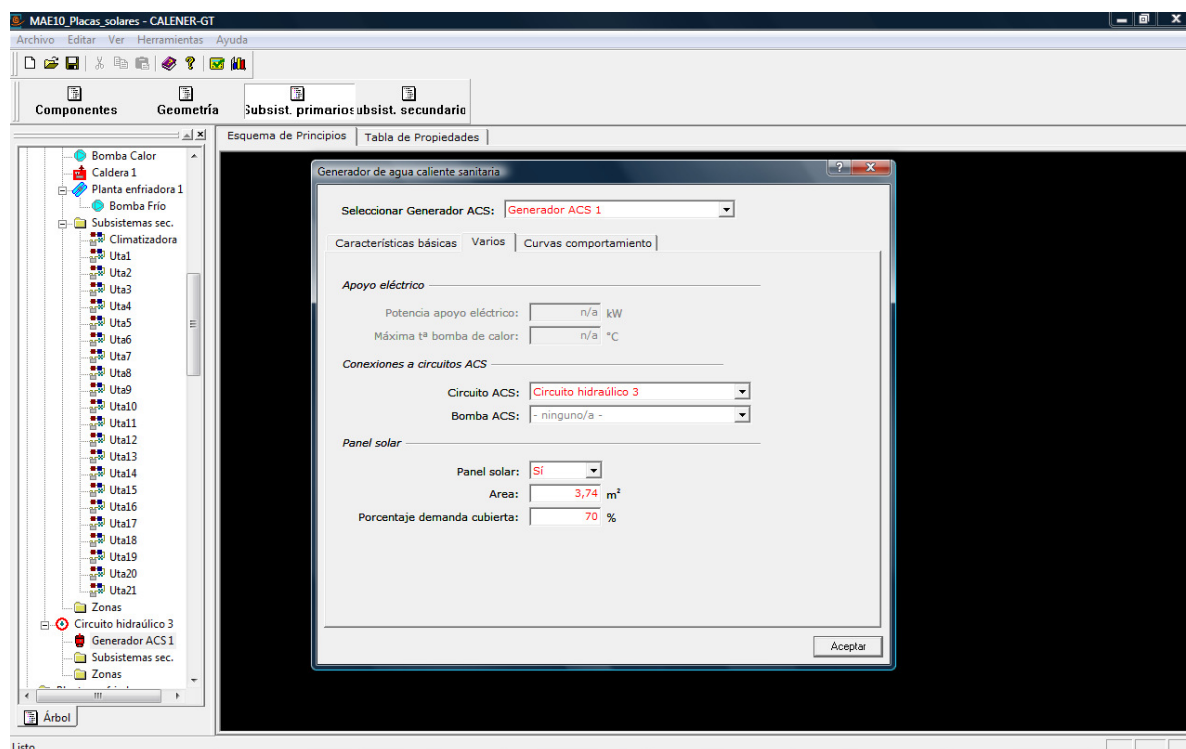 MAE10_Placas_solares - CALENER-GT
Archivo Editar Ver Herramientas Ayuda
Componentes Geometría Subsist. primarios ubsist. secundario
Esquema de Principios Tabla de Propiedades
Bomba Calor
Caldera 1
Planta enfriadora 1
Bomba Frío
Subsistemas sec.
Climatizadora
Uta1
Uta2
Uta3
Uta4
Uta5
Uta6
Uta7
Uta8
Uta9
Uta10
Uta11
Uta12
Uta13
Uta14
Uta15
Uta16
Uta17
Uta18
Uta19
Uta20
Uta21
Zonas
Circuito hidraúlico 3
Generador ACS 1
Subsistemas sec.
Zonas
Árbol
Generador de agua caliente sanitaria
Seleccionar Generador ACS: Generador ACS 1
Características básicas Varios Curvas comportamiento
Apoyo eléctrico
Potencia apoyo eléctrico: n/a kW
Máxima tª bomba de calor: n/a °C
Conexiones a circuitos ACS
Circuito ACS: Circuito hidraúlico 3
Bomba ACS: - ninguno/a -
Panel solar
Panel solar: Sí
Area: 3,74 m²
Porcentaje demanda cubierta: 70 %
Aceptar
Listo